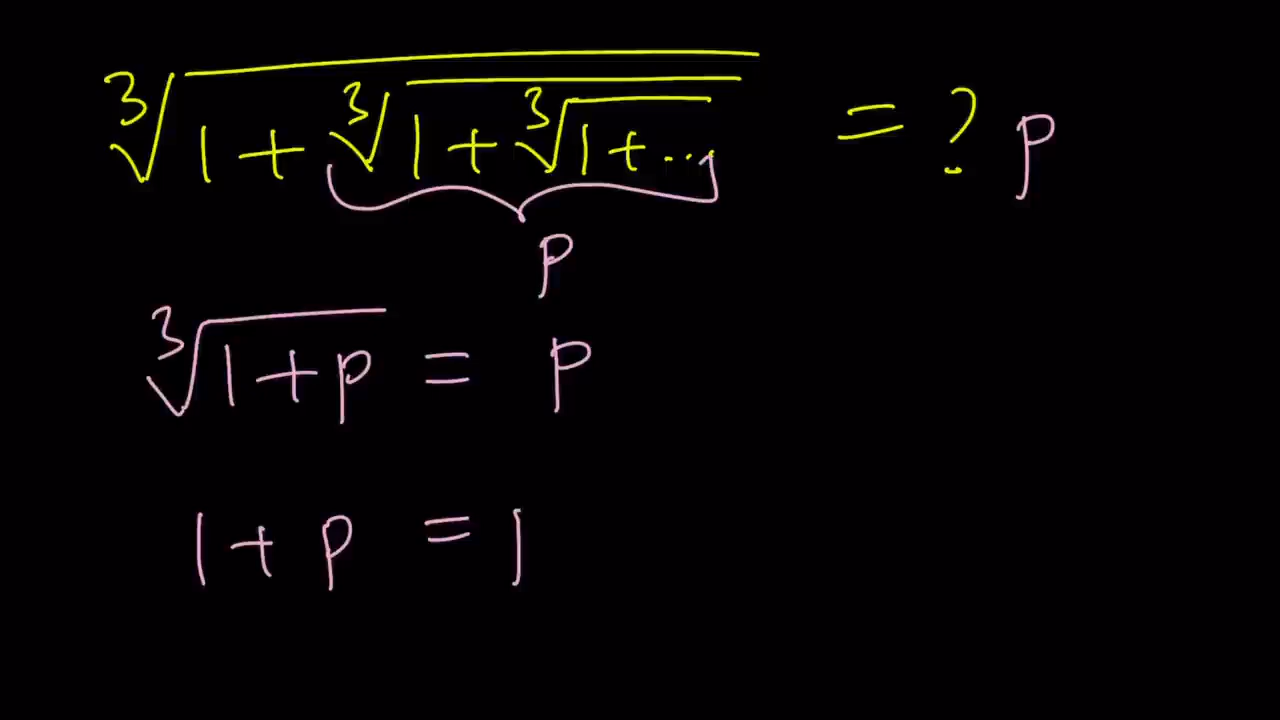 ∛(1 + ∛(1 + ∛(1 + ... = ? p
p
∛(1 + p) = p
1 + p = 1